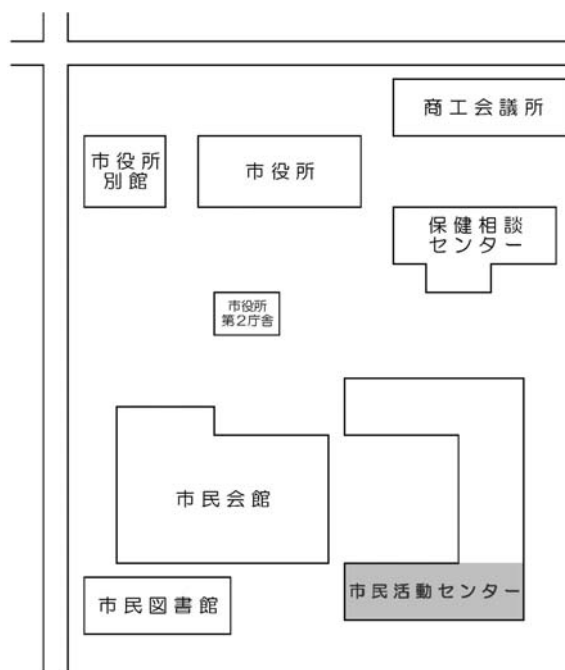 商工会議所
市役所
別館
市役所
保健相談
センター
市役所
第2庁舎
市民会館
市民活動センター
市民図書館